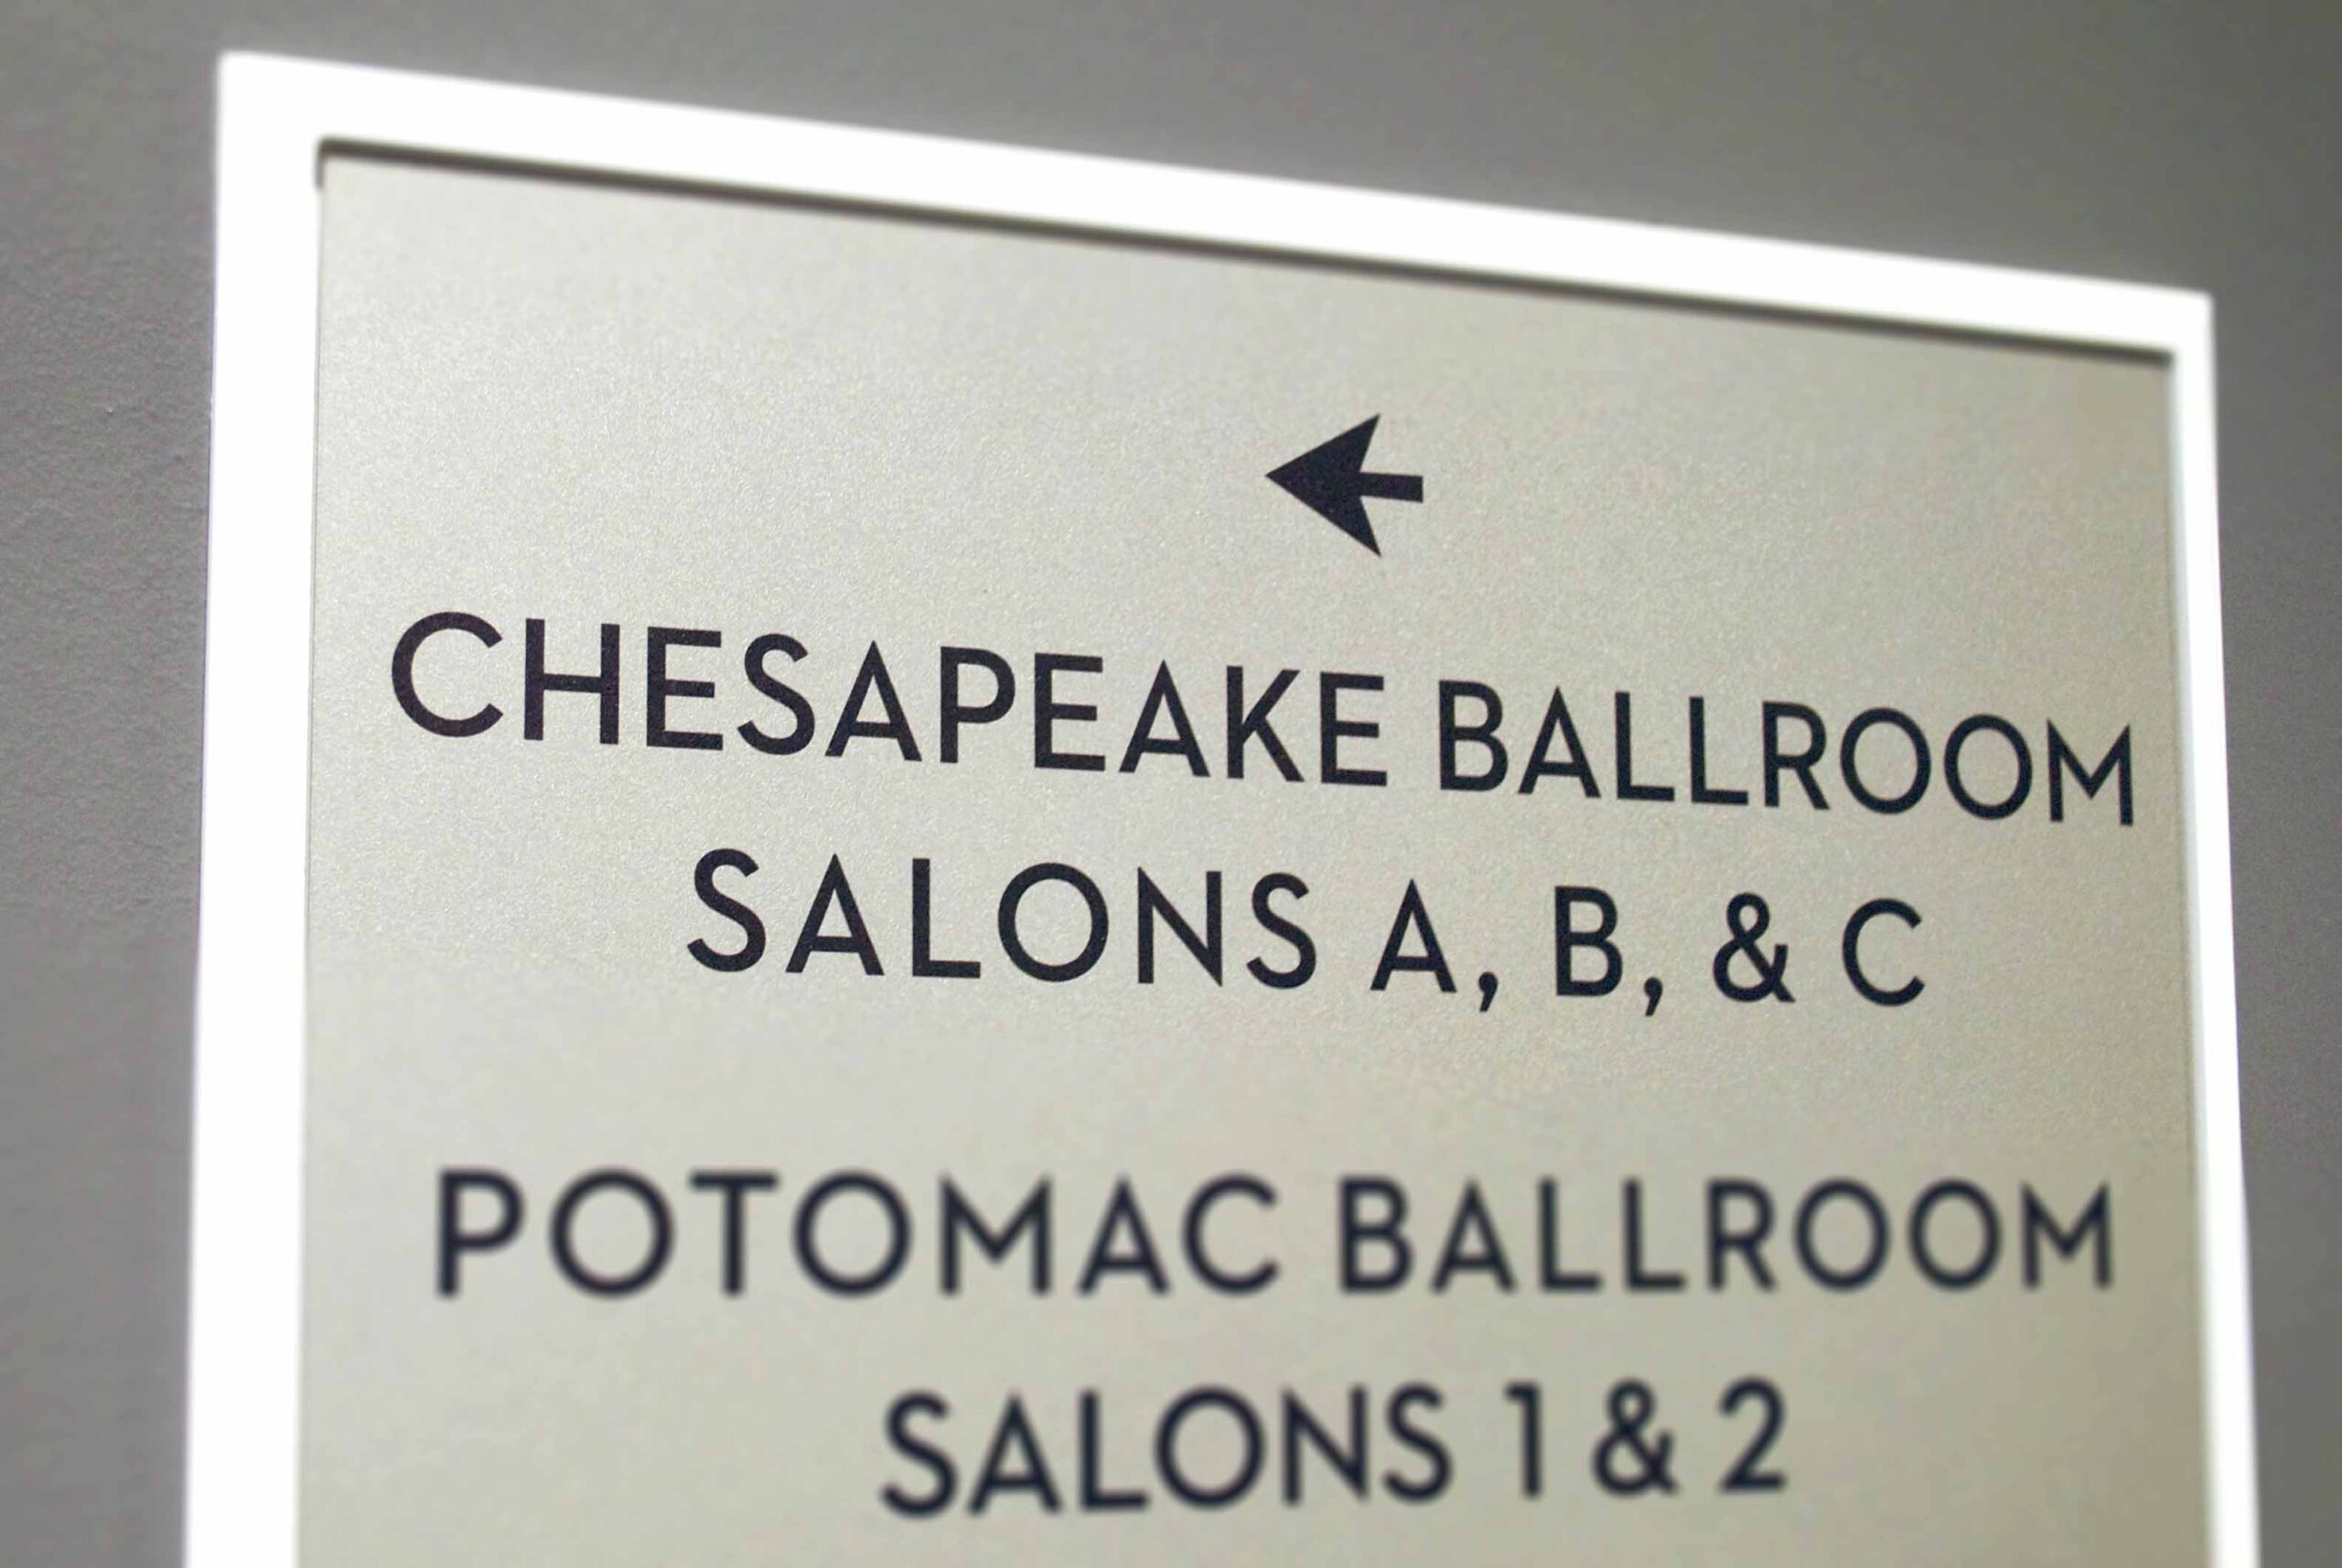 CHESAPEAKE BALLROOM
SALONS A, B, & C
POTOMAC BALLROOM
SALONS 1 & 2